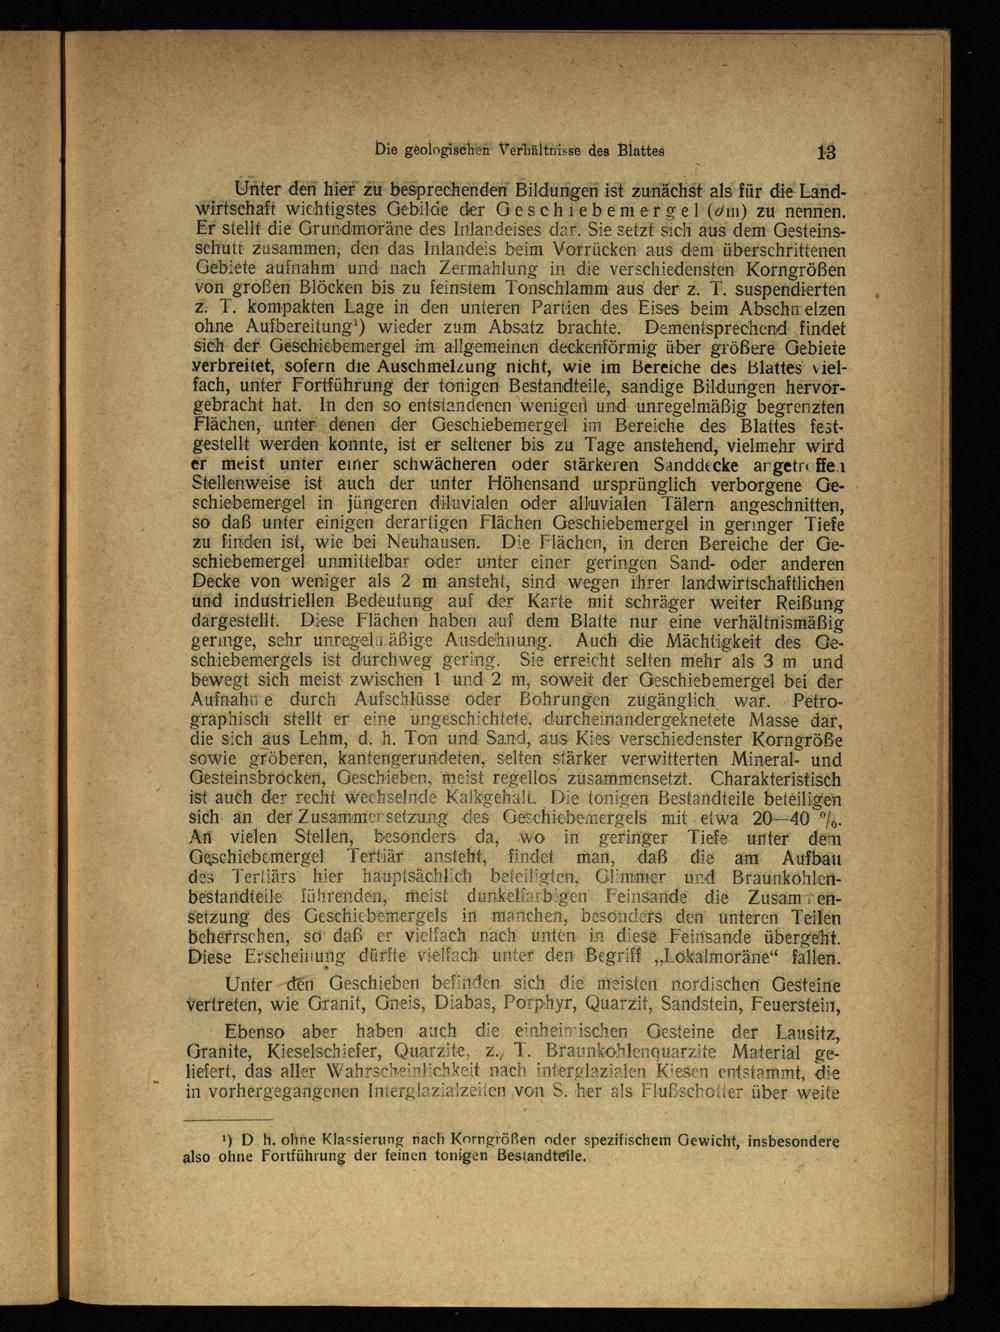 Die geologischen Verhältnisse des Blattes 13
Unter den hier zu besprechenden Bildungen ist zunächst als für die Land-
wirtschaft wichtigstes Gebilde der Geschiebemergel (∂m) zu nennen.
Er stellt die Grundmoräne des Inlandeises dar. Sie setzt sich aus dem Gesteins-
schutt zusammen, den das Inlandeis beim Vorrücken aus dem überschrittenen
Gebiete aufnahm und nach Zermahlung in die verschiedensten Korngrößen
von großen Blöcken bis zu feinstem Tonschlamm aus der z. T. suspendierten
z. T. kompakten Lage in den unteren Partien des Eises beim Abschmelzen
ohne Aufbereitung¹) wieder zum Absatz brachte. Dementsprechend findet
sich der Geschiebemergel im allgemeinen deckenförmig über größere Gebiete
verbreitet, sofern die Auschmelzung nicht, wie im Bereiche des Blattes viel-
fach, unter Fortführung der tonigen Bestandteile, sandige Bildungen hervor-
gebracht hat. In den so entstandenen wenigen und unregelmäßig begrenzten
Flächen, unter denen der Geschiebemergel im Bereiche des Blattes fest-
gestellt werden konnte, ist er seltener bis zu Tage anstehend, vielmehr wird
er meist unter einer schwächeren oder stärkeren Sanddecke angetroffen
Stellenweise ist auch der unter Höhensand ursprünglich verborgene Ge-
schiebemergel in jüngeren diluvialen oder alluvialen Tälern angeschnitten,
so daß unter einigen derartigen Flächen Geschiebemergel in geringer Tiefe
zu finden ist, wie bei Neuhausen. Die Flächen, in deren Bereiche der Ge-
schiebemergel unmittelbar oder unter einer geringen Sand- oder anderen
Decke von weniger als 2 m ansteht, sind wegen ihrer landwirtschaftlichen
und industriellen Bedeutung auf der Karte mit schräger weiter Reißung
dargestellt. Diese Flächen haben auf dem Blatte nur eine verhältnismäßig
geringe, sehr unregelmäßige Ausdehnung. Auch die Mächtigkeit des Ge-
schiebemergels ist durchweg gering. Sie erreicht selten mehr als 3 m und
bewegt sich meist zwischen 1 und 2 m, soweit der Geschiebemergel bei der
Aufnahme durch Aufschlüsse oder Bohrungen zugänglich war. Petro-
graphisch stellt er eine ungeschichtete, durcheinandergeknetete Masse dar,
die sich aus Lehm, d. h. Ton und Sand, aus Kies verschiedenster Korngröße
sowie gröberen, kantengerundeten, selten stärker verwitterten Mineral- und
Gesteinsbrocken, Geschieben, meist regellos zusammensetzt. Charakteristisch
ist auch der recht wechselnde Kalkgehalt. Die tonigen Bestandteile beteiligen
sich an der Zusammensetzung des Geschiebemergels mit etwa 20—40 %.
An vielen Stellen, besonders da, wo in geringer Tiefe unter dem
Geschiebemergel Tertiär ansteht, findet man, daß die am Aufbau
des Tertiärs hier hauptsächlich beteiligten, Glimmer und Braunkohlen-
bestandteile führenden, meist dunkelfarbigen Feinsande die Zusammen-
setzung des Geschiebemergels in manchen, besonders den unteren Teilen
beherrschen, so daß er vielfach nach unten in diese Feinsande übergeht.
Diese Erscheinung dürfte vielfach unter den Begriff „Lokalmoräne“ fallen.
Unter den Geschieben befinden sich die meisten nordischen Gesteine
vertreten, wie Granit, Gneis, Diabas, Porphyr, Quarzit, Sandstein, Feuerstein,
Ebenso aber haben auch die einheimischen Gesteine der Lausitz,
Granite, Kieselschiefer, Quarzite, z. T. Braunkohlenquarzite Material ge-
liefert, das aller Wahrscheinlichkeit nach interglazialen Kiesen entstammt, die
in vorhergegangenen Interglazialzeiten von S. her als Flußschotter über weite
¹) D h. ohne Klassierung nach Korngrößen oder spezifischem Gewicht, insbesondere
also ohne Fortführung der feinen tonigen Bestandteile.